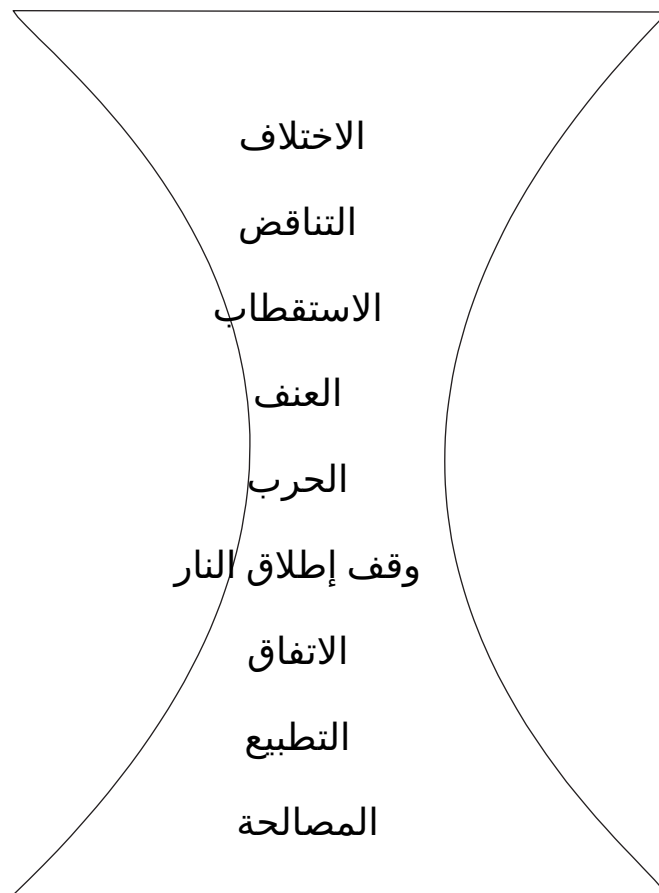 الاختلاف
التناقض
الاستقطاب
العنف
الحرب
وقف إطلاق النار
الاتفاق
التطبيع
المصالحة